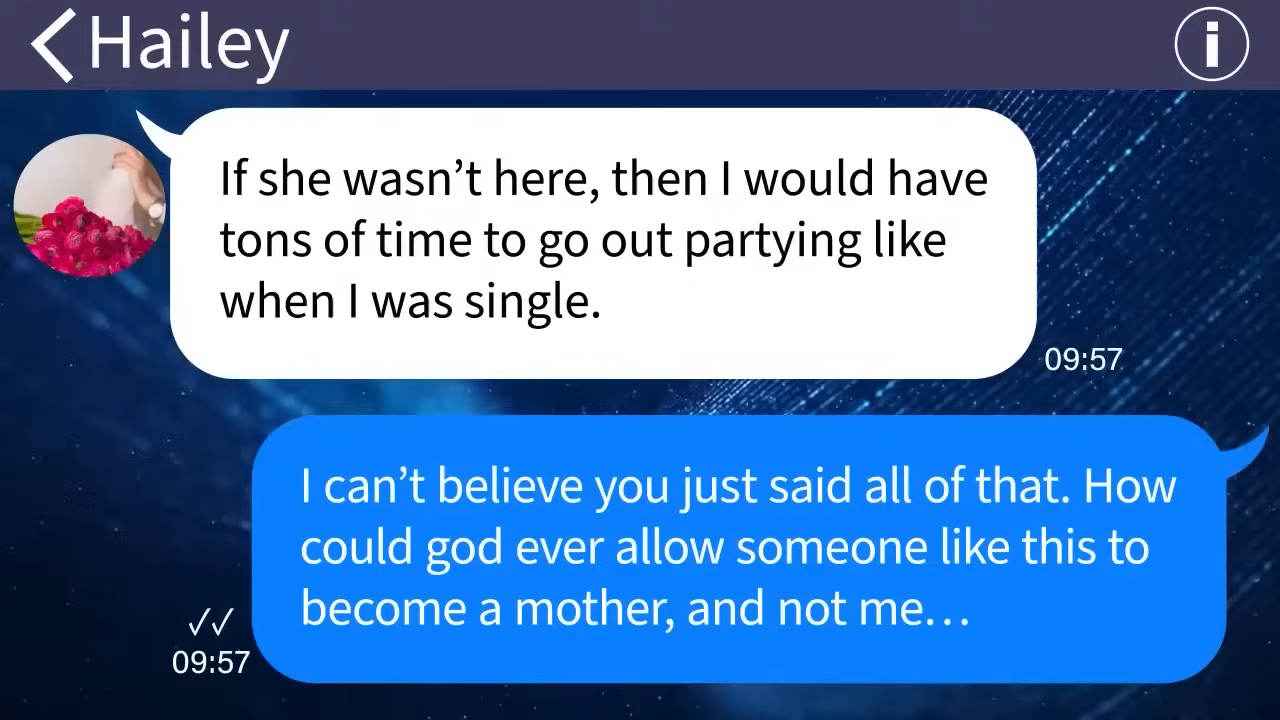 Hailey
If she wasn’t here, then I would have
tons of time to go out partying like
when I was single.
09:57
I can’t believe you just said all of that. How
could god ever allow someone like this to
become a mother, and not me…
09:57